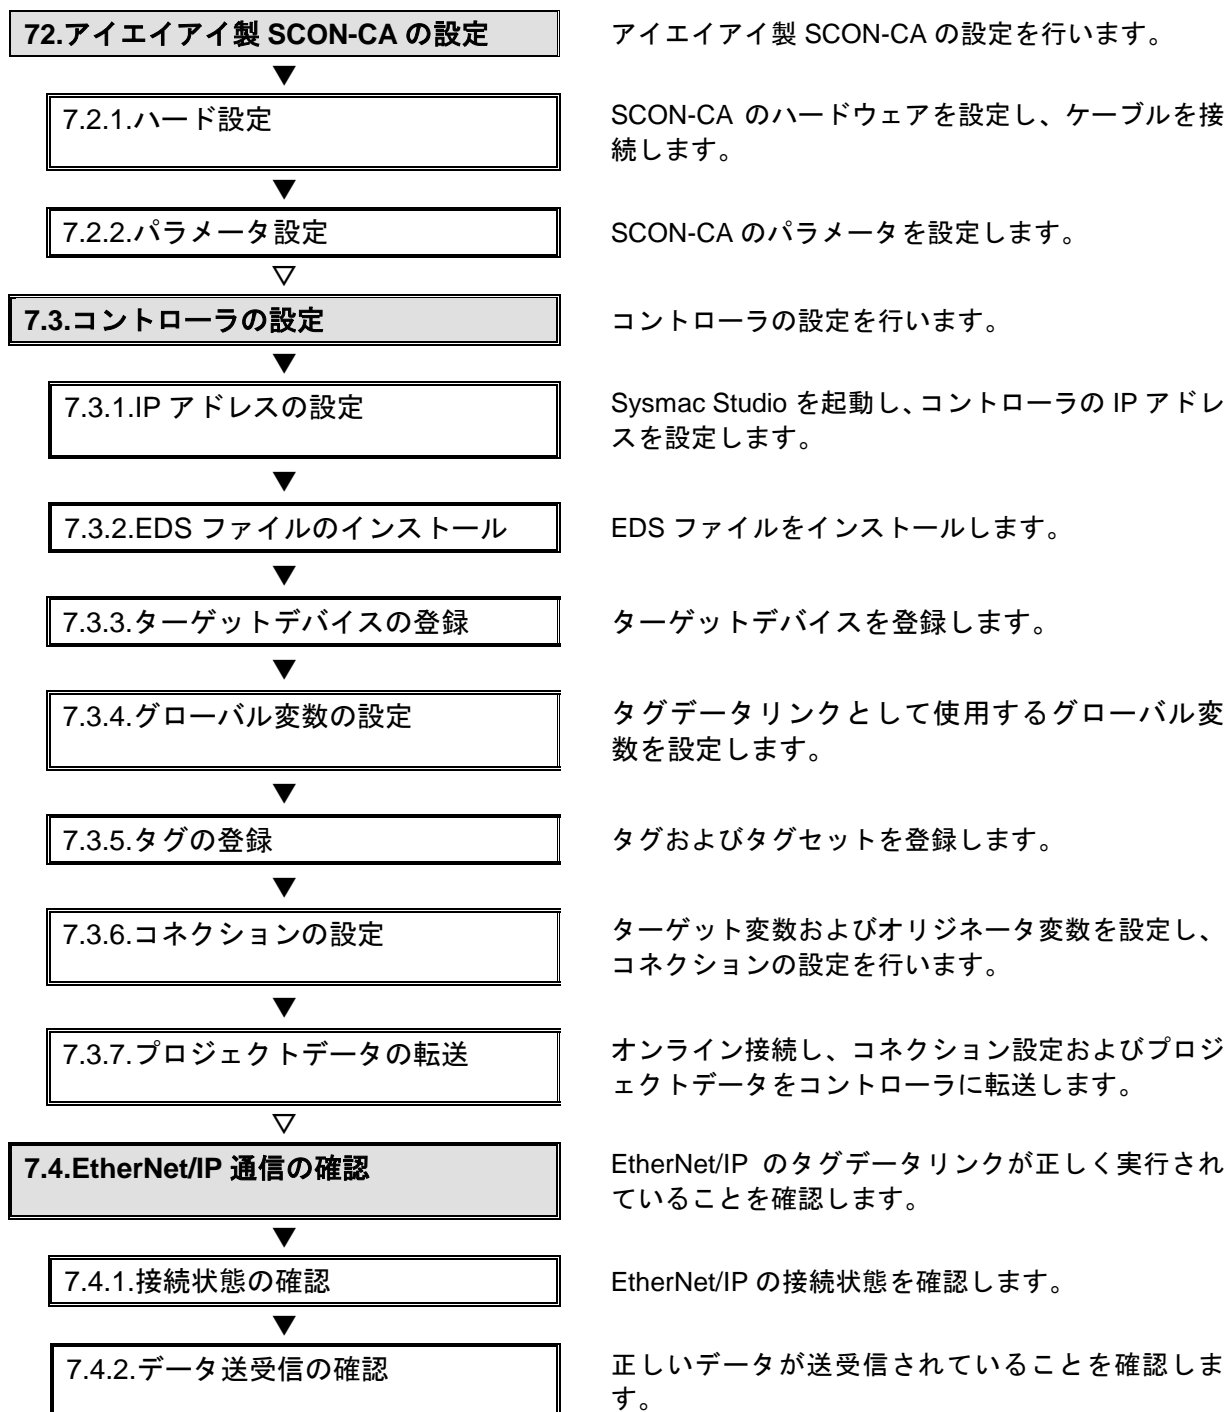 72.アイエイアイ製 SCON-CA の設定
アイエイアイ製 SCON-CA の設定を行います。
▼
7.2.1.ハード設定
SCON-CA のハードウェアを設定し、ケーブルを接
続します。
▼
7.2.2.パラメータ設定
SCON-CA のパラメータを設定します。
▽
7.3.コントローラの設定
コントローラの設定を行います。
▼
7.3.1.IP アドレスの設定
Sysmac Studio を起動し、コントローラの IP アドレ
スを設定します。
▼
7.3.2.EDS ファイルのインストール
EDS ファイルをインストールします。
▼
7.3.3.ターゲットデバイスの登録
ターゲットデバイスを登録します。
▼
7.3.4.グローバル変数の設定
タグデータリンクとして使用するグローバル変
数を設定します。
▼
7.3.5.タグの登録
タグおよびタグセットを登録します。
▼
7.3.6.コネクションの設定
ターゲット変数およびオリジネータ変数を設定し、
コネクションの設定を行います。
▼
7.3.7.プロジェクトデータの転送
オンライン接続し、コネクション設定およびプロジ
ェクトデータをコントローラに転送します。
▽
7.4.EtherNet/IP 通信の確認
EtherNet/IP のタグデータリンクが正しく実行され
ていることを確認します。
▼
7.4.1.接続状態の確認
EtherNet/IP の接続状態を確認します。
▼
7.4.2.データ送受信の確認
正しいデータが送受信されていることを確認しま
す。